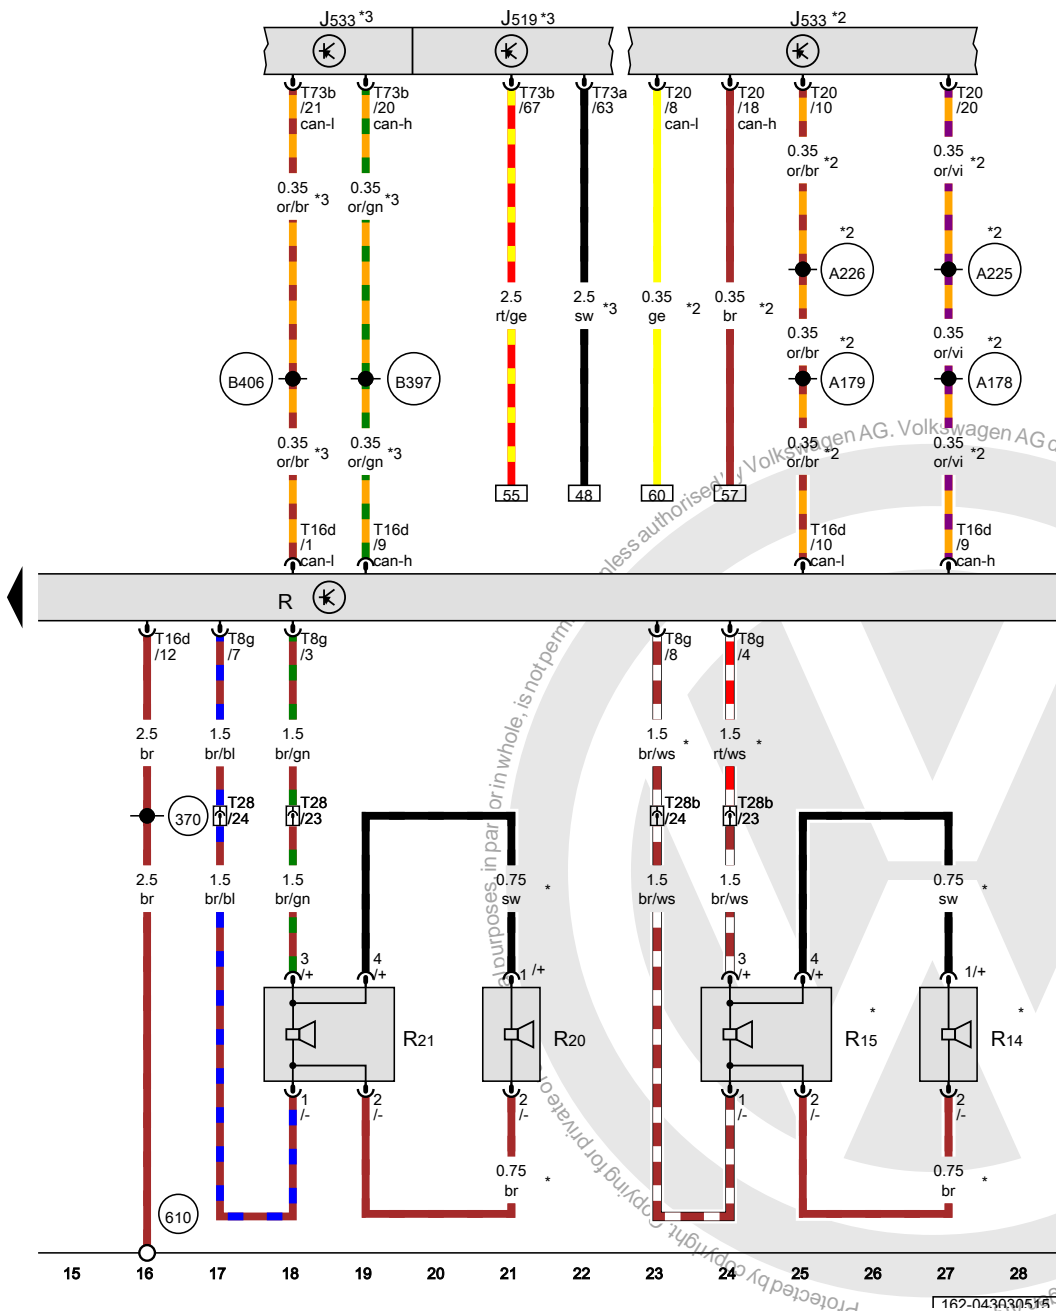 J533 *3
J519 *3
J533 *2
T73b
/21
can-l
T73b
/20
can-h
T73b
/67
T73a
/63
T20
/8
can-l
T20
/18
can-h
T20
/10
T20
/20
0.35
or/br *3
0.35
or/gn *3
0.35
or/br *2
0.35
or/vi *2
*2
A226
*2
A225
2.5
rt/ge
2.5
sw *3
0.35
ge *2
0.35
br *2
0.35
or/br *2
0.35
or/vi *2
B406
B397
A179
A178
0.35
or/br *3
0.35
or/gn *3
0.35
or/br *2
0.35
or/vi *2
55
48
60
57
T16d
/1
can-l
T16d
/9
can-h
T16d
/10
can-l
T16d
/9
can-h
R
T16d
/12
T8g
/7
T8g
/3
T8g
/8
T8g
/4
2.5
br
1.5
br/bl
1.5
br/gn
1.5
br/ws *
1.5
rt/ws *
370
T28
/24
T28
/23
T28b
/24
T28b
/23
2.5
br
1.5
br/bl
1.5
br/gn
0.75
sw *
1.5
br/ws
1.5
br/ws
0.75
sw *
3
/+
4
/+
1 /+
3
/+
4
/+
1/+
R21
R20
R15 *
R14 *
1
/-
2
/-
2
/-
1
/-
2
/-
2
/-
0.75
br *
0.75
br *
610
15 16 17 18 19 20 21 22 23 24 25 26 27 28
162-043030515